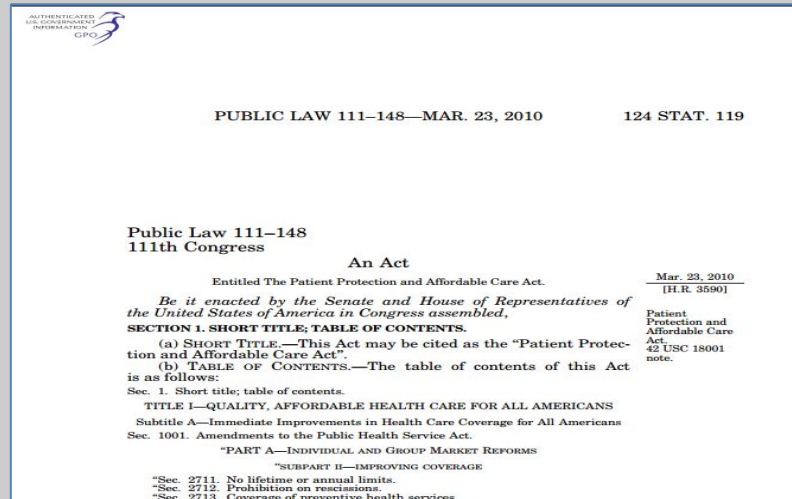 AUTHENTICATED
U.S. GOVERNMENT
INFORMATION
GPO
PUBLIC LAW 111–148—MAR. 23, 2010 124 STAT. 119
Public Law 111–148
111th Congress
An Act
Entitled The Patient Protection and Affordable Care Act.
Mar. 23, 2010
[H.R. 3590]
Be it enacted by the Senate and House of Representatives of
the United States of America in Congress assembled,
SECTION 1. SHORT TITLE; TABLE OF CONTENTS.
(a) SHORT TITLE.—This Act may be cited as the “Patient Protec-
tion and Affordable Care Act”.
(b) TABLE OF CONTENTS.—The table of contents of this Act
is as follows:
Patient
Protection and
Affordable Care
Act.
42 USC 18001
note.
Sec. 1. Short title; table of contents.
TITLE I—QUALITY, AFFORDABLE HEALTH CARE FOR ALL AMERICANS
Subtitle A—Immediate Improvements in Health Care Coverage for All Americans
Sec. 1001. Amendments to the Public Health Service Act.
“PART A—INDIVIDUAL AND GROUP MARKET REFORMS
“SUBPART II—IMPROVING COVERAGE
“Sec. 2711. No lifetime or annual limits.
“Sec. 2712. Prohibition on rescissions.
“Sec. 2713. Coverage of preventive health services.